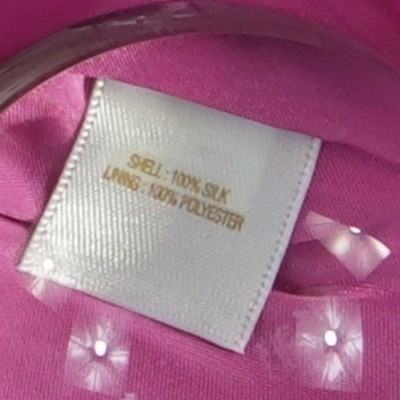 SHELL : 100% SILK
LINING : 100% POLYESTER